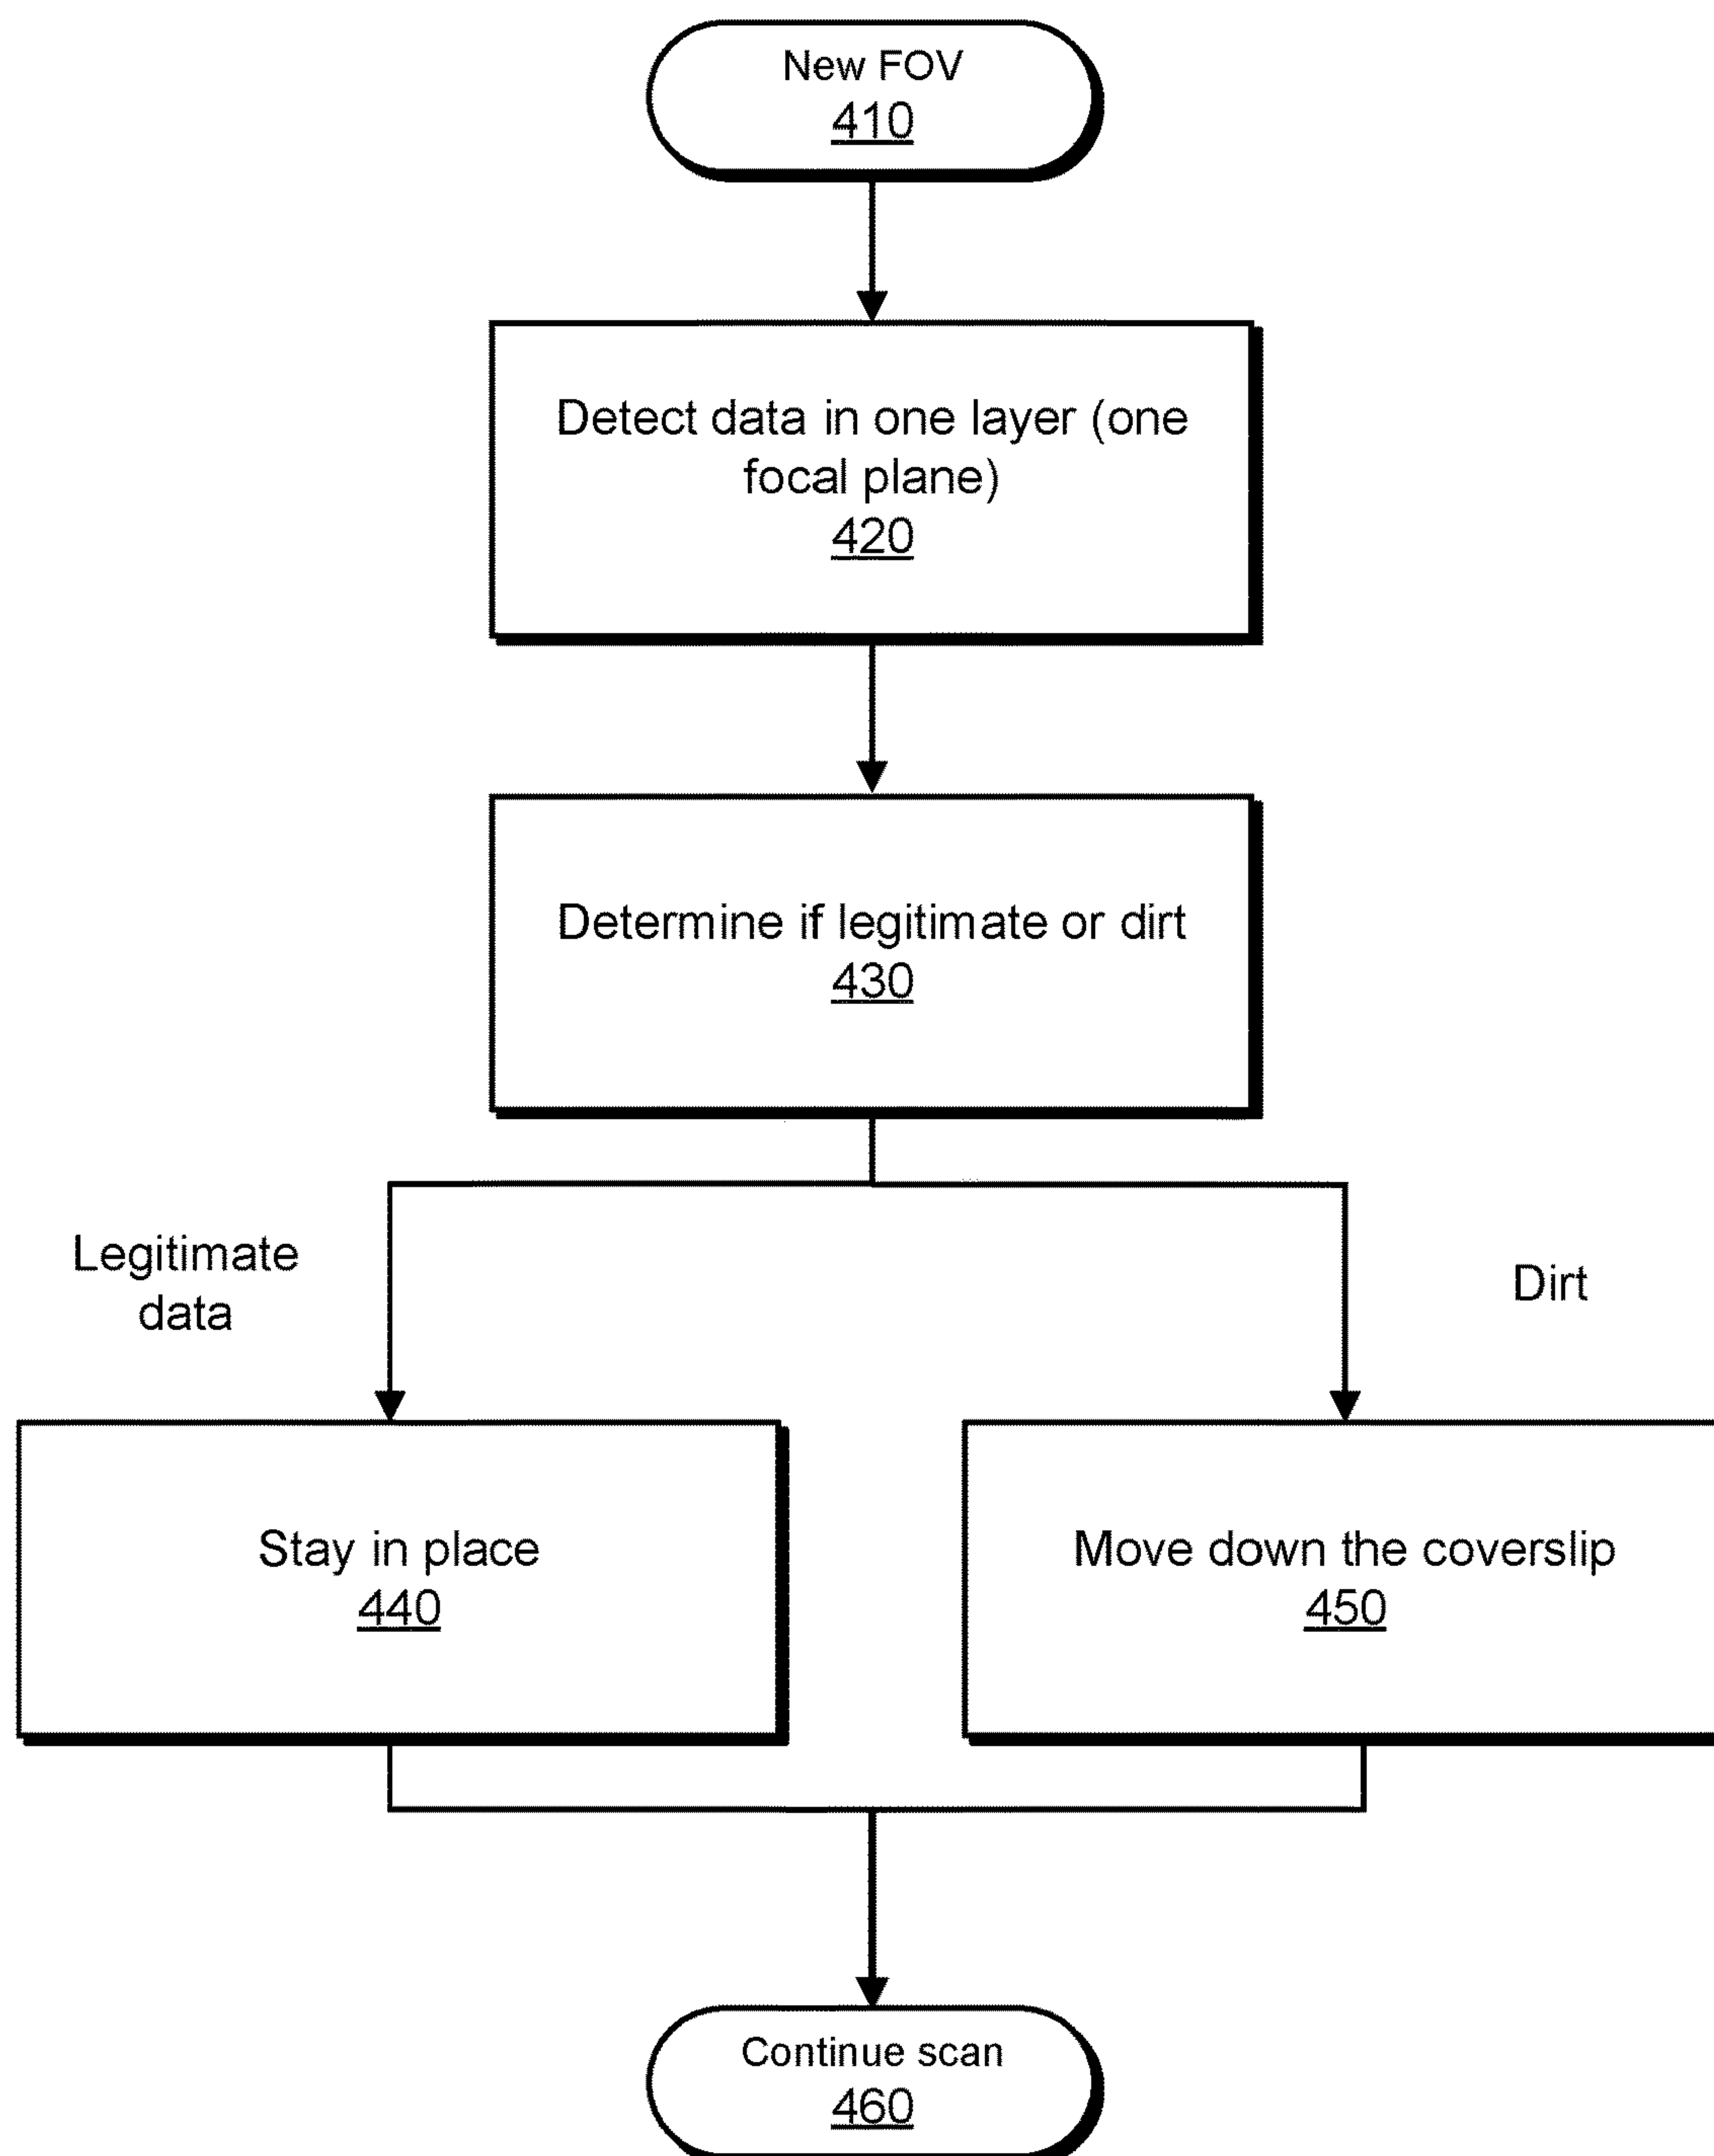 New FOV
410
Detect data in one layer (one
focal plane)
420
Determine if legitimate or dirt
430
Legitimate
data
Dirt
Stay in place
440
Move down the coverslip
450
Continue scan
460